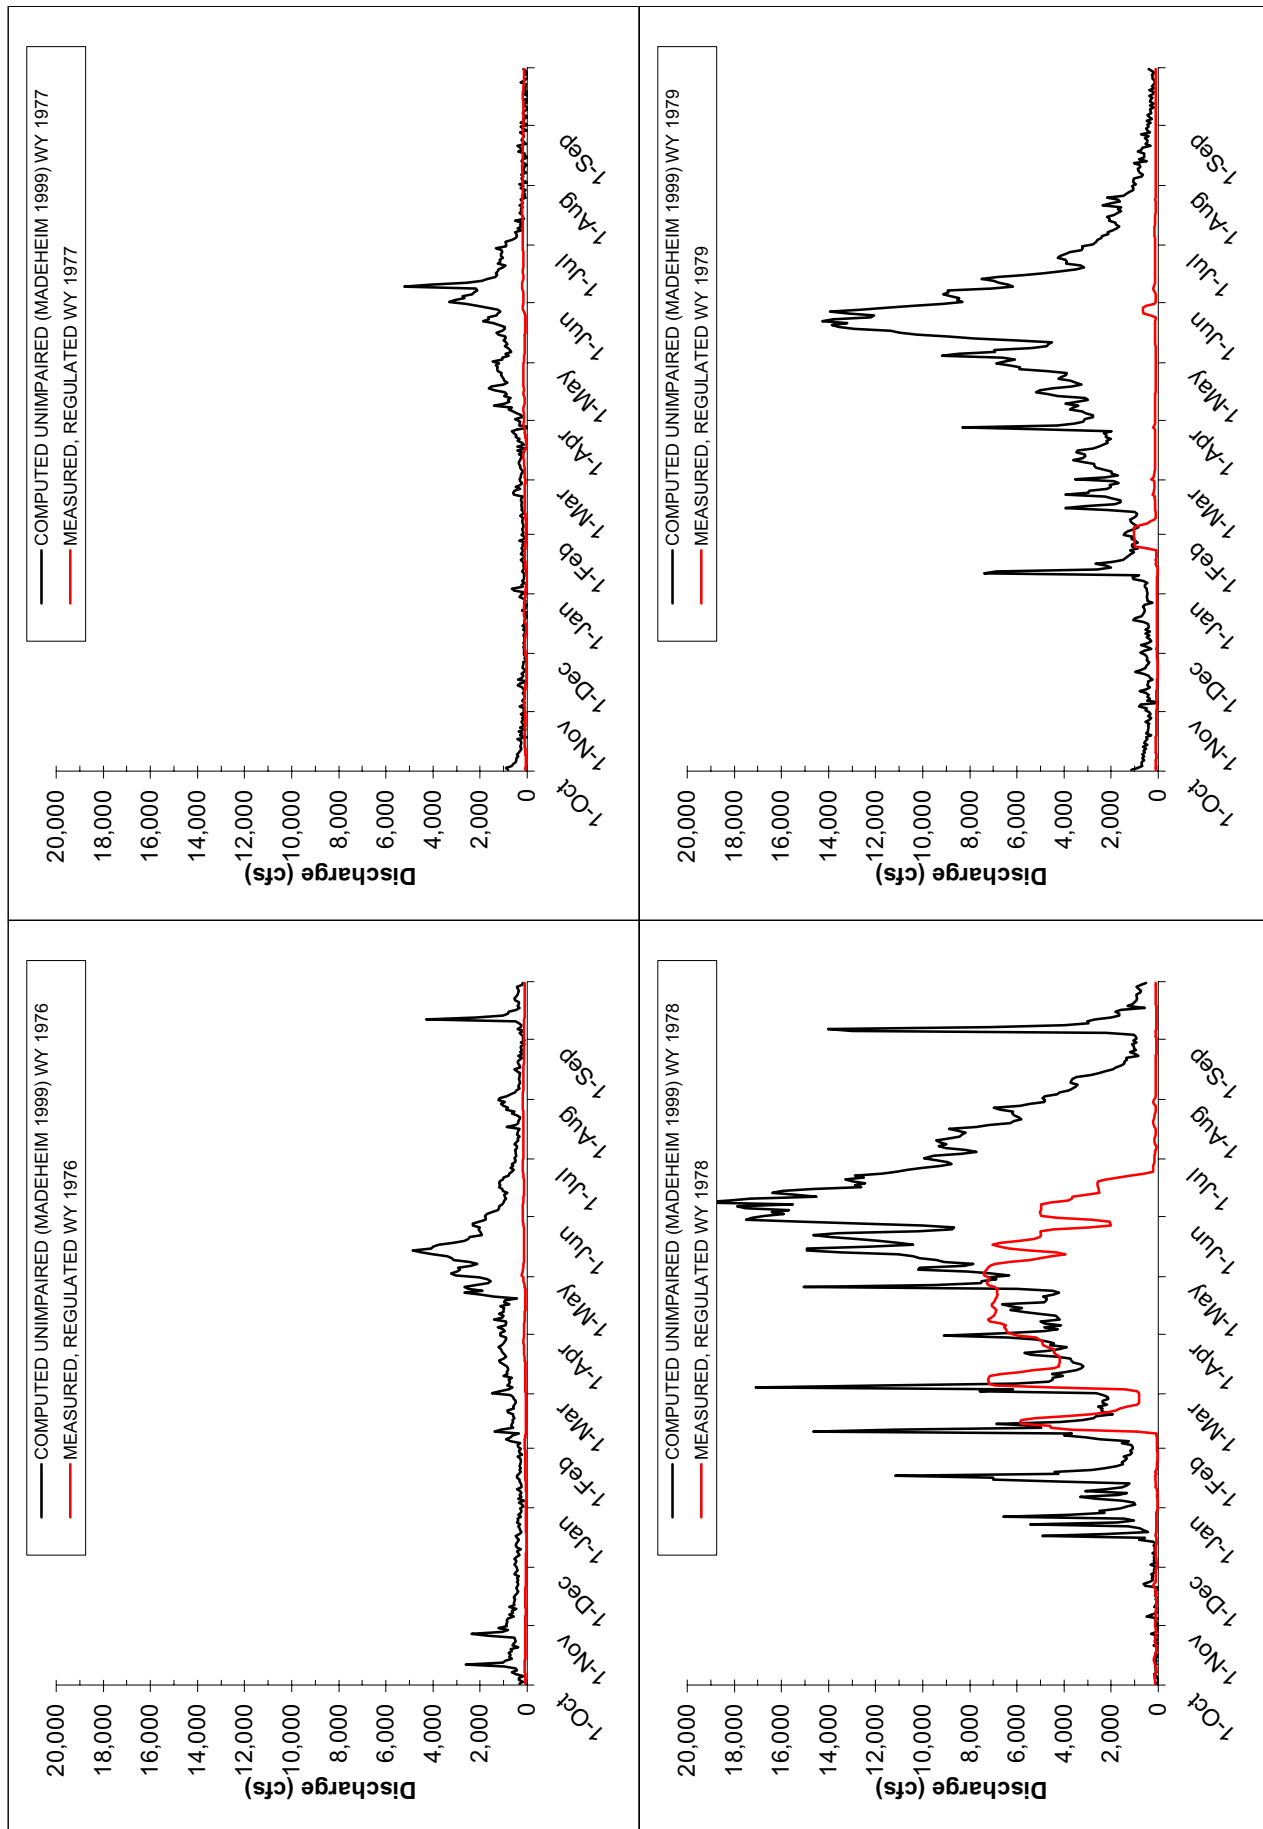 COMPUTED UNIMPAIRED (MADEHEIM 1999) WY 1976
MEASURED, REGULATED WY 1976
20,000
18,000
16,000
14,000
12,000
10,000
8,000
6,000
4,000
2,000
0
Discharge (cfs)
1-Oct
1-Nov
1-Dec
1-Jan
1-Feb
1-Mar
1-Apr
1-May
1-Jun
1-Jul
1-Aug
1-Sep
COMPUTED UNIMPAIRED (MADEHEIM 1999) WY 1977
MEASURED, REGULATED WY 1977
20,000
18,000
16,000
14,000
12,000
10,000
8,000
6,000
4,000
2,000
0
Discharge (cfs)
1-Oct
1-Nov
1-Dec
1-Jan
1-Feb
1-Mar
1-Apr
1-May
1-Jun
1-Jul
1-Aug
1-Sep
COMPUTED UNIMPAIRED (MADEHEIM 1999) WY 1978
MEASURED, REGULATED WY 1978
20,000
18,000
16,000
14,000
12,000
10,000
8,000
6,000
4,000
2,000
0
Discharge (cfs)
1-Oct
1-Nov
1-Dec
1-Jan
1-Feb
1-Mar
1-Apr
1-May
1-Jun
1-Jul
1-Aug
1-Sep
COMPUTED UNIMPAIRED (MADEHEIM 1999) WY 1979
MEASURED, REGULATED WY 1979
20,000
18,000
16,000
14,000
12,000
10,000
8,000
6,000
4,000
2,000
0
Discharge (cfs)
1-Oct
1-Nov
1-Dec
1-Jan
1-Feb
1-Mar
1-Apr
1-May
1-Jun
1-Jul
1-Aug
1-Sep